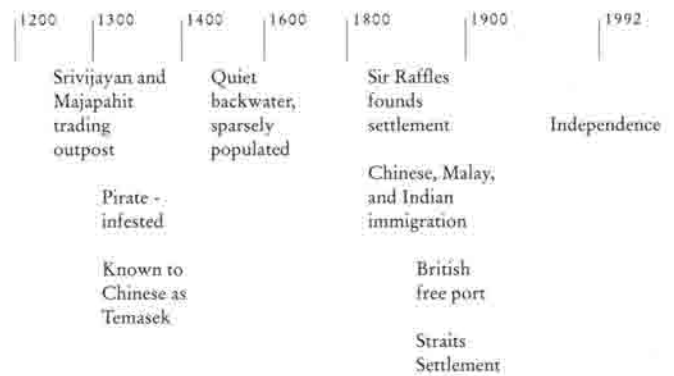 1200 1300 1400 1600 1800 1900 1992
Srivijayan and
Majapahit
trading
outpost
Pirate -
infested
Known to
Chinese as
Temasek
Quiet
backwater,
sparsely
populated
Sir Raffles
founds
settlement
Chinese, Malay,
and Indian
immigration
British
free port
Straits
Settlement
Independence